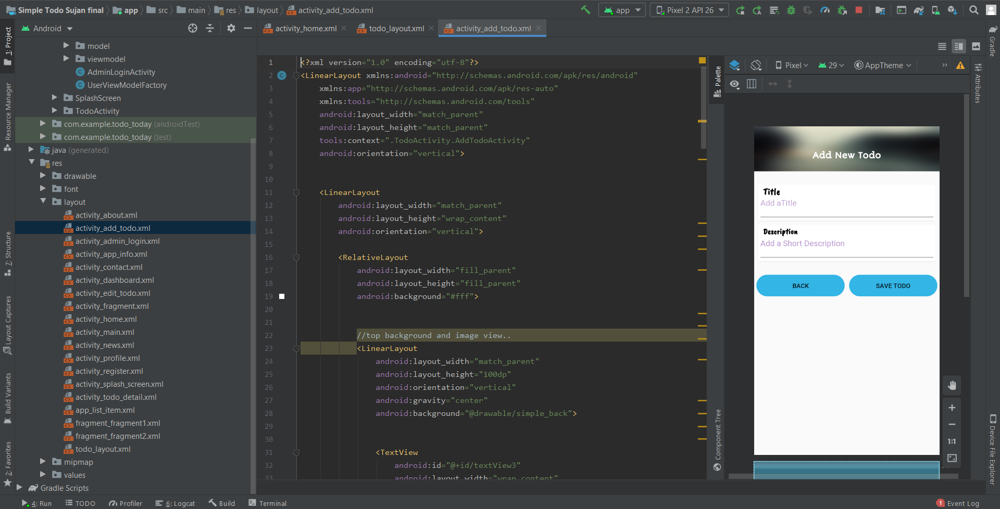 Simple Todo Sujan final app src main res layout activity_add_todo.xml
app Pixel 2 API 26
Android
activity_home.xml todo_layout.xml activity_add_todo.xml
1: Project
Resource Manager
7: Structure
Layout Captures
Build Variants
2: Favorites
model
viewmodel
AdminLoginActivity
UserViewModelFactory
SplashScreen
TodoActivity
com.example.todo_today (androidTest)
com.example.todo_today (test)
java (generated)
res
drawable
font
layout
activity_about.xml
activity_add_todo.xml
activity_admin_login.xml
activity_app_info.xml
activity_contact.xml
activity_dashboard.xml
activity_edit_todo.xml
activity_fragment.xml
activity_home.xml
activity_main.xml
activity_news.xml
activity_profile.xml
activity_register.xml
activity_splash_screen.xml
activity_todo_detail.xml
app_list_item.xml
fragment_fragment1.xml
fragment_fragment2.xml
todo_layout.xml
mipmap
values
Gradle Scripts
1 <?xml version="1.0" encoding="utf-8"?>
2 <LinearLayout xmlns:android="http://schemas.android.com/apk/res/android"
3 xmlns:app="http://schemas.android.com/apk/res-auto"
4 xmlns:tools="http://schemas.android.com/tools"
5 android:layout_width="match_parent"
6 android:layout_height="match_parent"
7 tools:context=".TodoActivity.AddTodoActivity"
8 android:orientation="vertical">
9
10
11 <LinearLayout
12 android:layout_width="match_parent"
13 android:layout_height="wrap_content"
14 android:orientation="vertical">
15
16 <RelativeLayout
17 android:layout_width="fill_parent"
18 android:layout_height="fill_parent"
19 android:background="#fff">
20
21
22 //top background and image view..
23 <LinearLayout
24 android:layout_width="match_parent"
25 android:layout_height="100dp"
26 android:orientation="vertical"
27 android:gravity="center"
28 android:background="@drawable/simple_back">
29
30
31 <TextView
32 android:id="@+id/textView3"
33 android:layout_width="wrap_content"
Palette
Component Tree
Pixel 29 AppTheme
Add New Todo
Title
Add aTitle
Description
Add a Short Description
BACK SAVE TODO
1:1
Gradle
Attributes
Device File Explorer
4: Run TODO Profiler 6: Logcat Build Terminal
1 Event Log